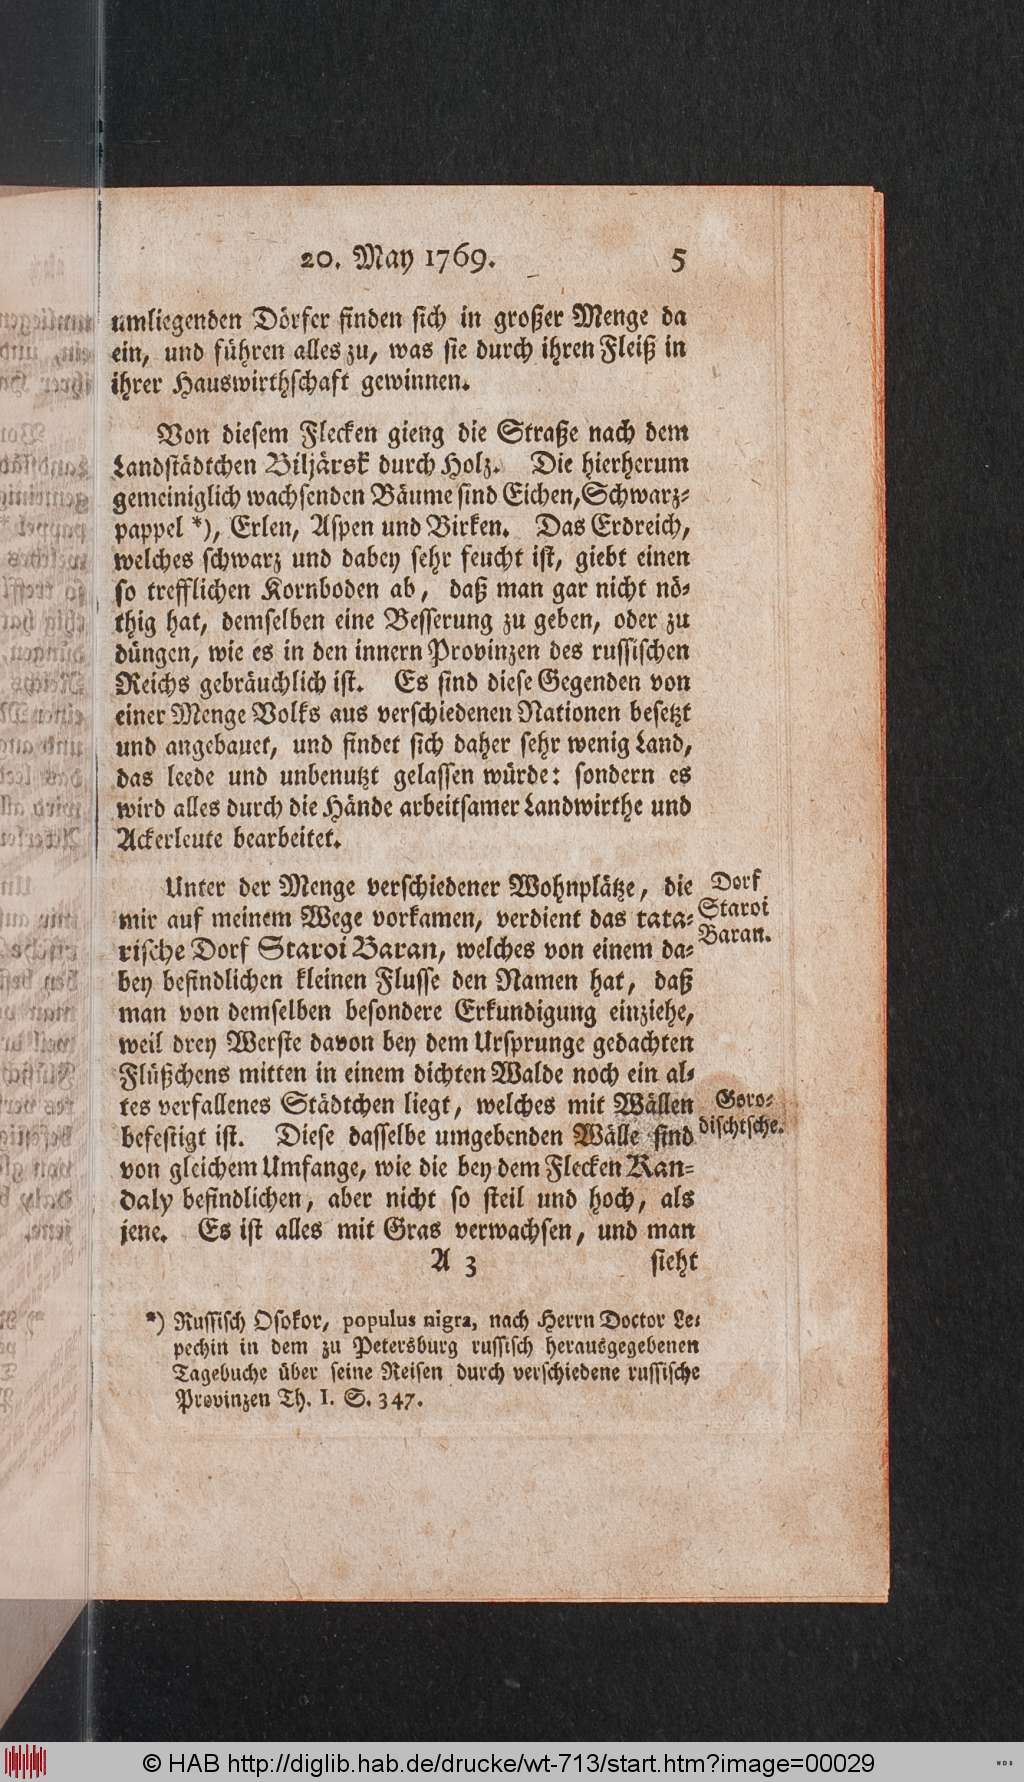 20. May 1769. 5
umliegenden Dörfer finden sich in großer Menge da
ein, und führen alles zu, was sie durch ihren Fleiß in
ihrer Hauswirthschaft gewinnen.
Von diesem Flecken gieng die Straße nach dem
Landstädtchen Biljärsk durch Holz. Die hierherum
gemeiniglich wachsenden Bäume sind Eichen, Schwarz-
pappel *), Erlen, Aspen und Birken. Das Erdreich,
welches schwarz und dabey sehr feucht ist, giebt einen
so trefflichen Kornboden ab, daß man gar nicht nö-
thig hat, demselben eine Besserung zu geben, oder zu
düngen, wie es in den innern Provinzen des russischen
Reichs gebräuchlich ist. Es sind diese Gegenden von
einer Menge Volks aus verschiedenen Nationen besetzt
und angebauet, und findet sich daher sehr wenig Land,
das leede und unbenutzt gelassen würde: sondern es
wird alles durch die Hände arbeitsamer Landwirthe und
Ackerleute bearbeitet.
Unter der Menge verschiedener Wohnplätze, die
mir auf meinem Wege vorkamen, verdient das tata-
rische Dorf Staroi Baran, welches von einem da-
bey befindlichen kleinen Flusse den Namen hat, daß
man von demselben besondere Erkundigung einziehe,
weil drey Werste davon bey dem Ursprunge gedachten
Flüßchens mitten in einem dichten Walde noch ein al-
tes verfallenes Städtchen liegt, welches mit Wällen
befestigt ist. Diese dasselbe umgebenden Wälle sind
von gleichem Umfange, wie die bey dem Flecken Kan-
daly befindlichen, aber nicht so steil und hoch, als
jene. Es ist alles mit Gras verwachsen, und man
A 3 sieht
Dorf
Staroi
Baran.
Goro-
dischtsche.
*) Russisch Osokor, populus nigra, nach Herrn Doctor Le-
pechin in dem zu Petersburg russisch herausgegebenen
Tagebuche über seine Reisen durch verschiedene russische
Provinzen Th. I. S. 347.
© HAB http://diglib.hab.de/drucke/wt-713/start.htm?image=00029